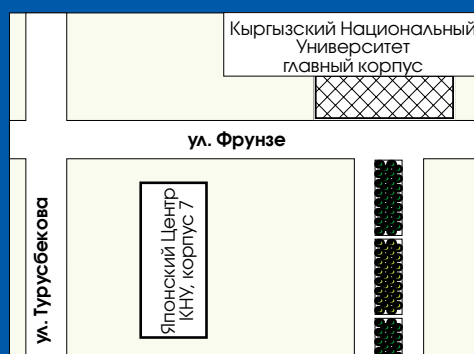 Кыргызский Национальный
Университет
главный корпус
ул. Фрунзе
ул. Турусбекова
Японский Центр
КНУ, корпус 7